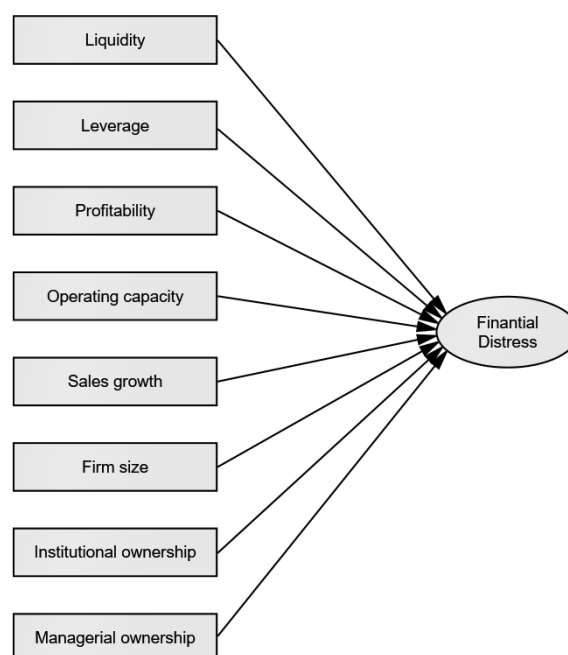 Liquidity
Leverage
Profitability
Operating capacity
Sales growth
Firm size
Institutional ownership
Managerial ownership
Finantial
Distress